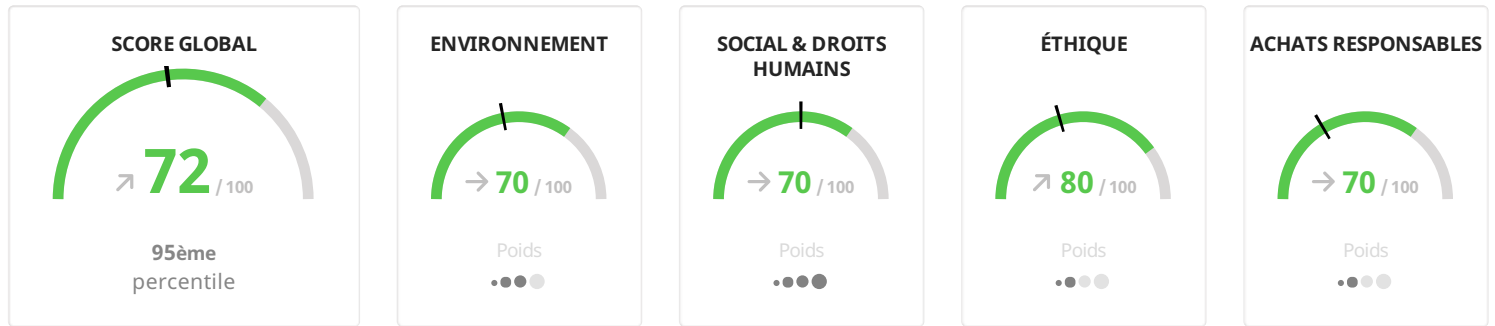 SCORE GLOBAL
72 / 100
95ème
percentile
ENVIRONNEMENT
70 / 100
Poids
SOCIAL & DROITS
HUMAINS
70 / 100
Poids
ÉTHIQUE
80 / 100
Poids
ACHATS RESPONSABLES
70 / 100
Poids